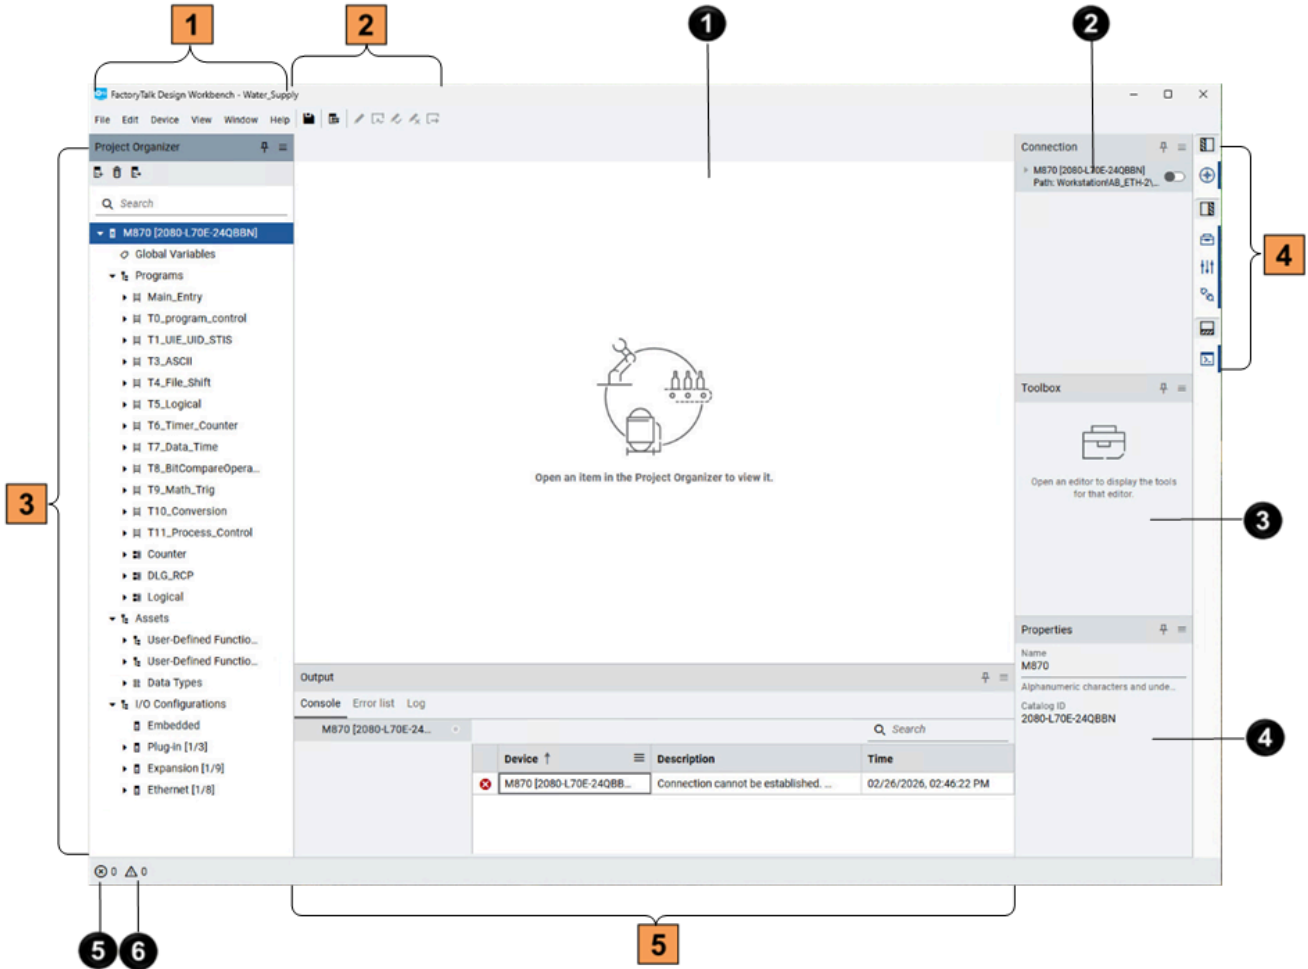 1
2
1
2
FactoryTalk Design Workbench - Water_Supply
File Edit Device View Window Help
Project Organizer
Search
M870 [2080-L70E-24QBBN]
Global Variables
Programs
Main_Entry
T0_program_control
T1_UIE_UID_STIS
T3_ASCII
T4_File_Shift
T5_Logical
T6_Timer_Counter
T7_Data_Time
T8_BitCompareOpera...
T9_Math_Trig
T10_Conversion
T11_Process_Control
Counter
DLG_RCP
Logical
Assets
User-Defined Functio...
User-Defined Functio...
Data Types
I/O Configurations
Embedded
Plug-in [1/3]
Expansion [1/9]
Ethernet [1/8]
3
Open an item in the Project Organizer to view it.
Connection
M870 [2080-L70E-24QBBN]
Path: Workstation\AB_ETH-2\...
4
Toolbox
Open an editor to display the tools
for that editor.
3
Properties
Name
M870
Alphanumeric characters and unde...
Catalog ID
2080-L70E-24QBBN
4
Output
Console Error list Log
M870 [2080-L70E-24...
Search
Device ↑ Description Time
M870 [2080-L70E-24QBB... Connection cannot be established. ... 02/26/2026, 02:46:22 PM
0 0
5 6
5